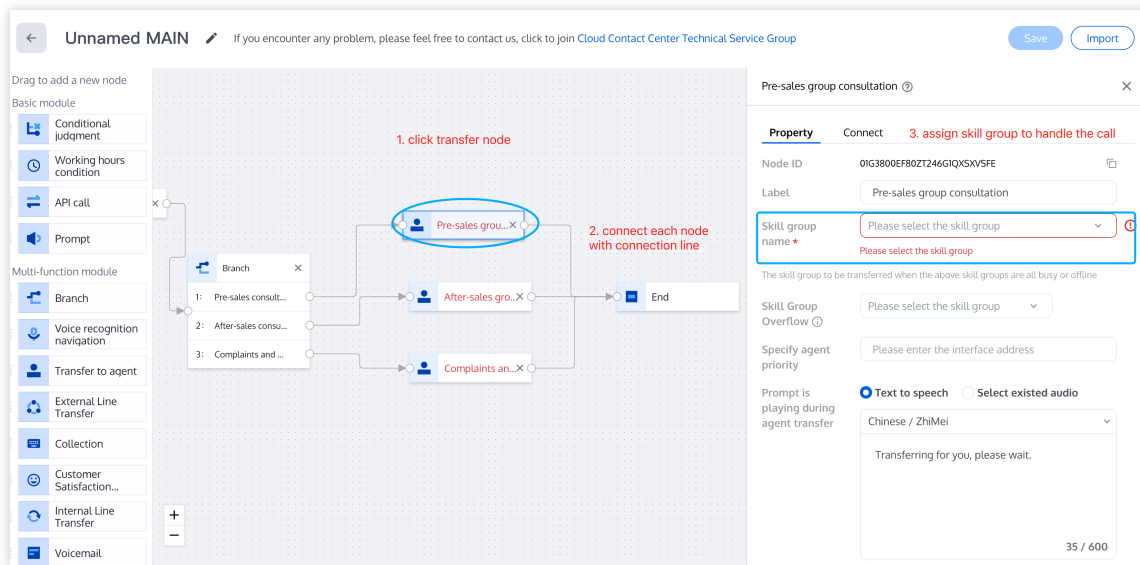 Unnamed MAIN
If you encounter any problem, please feel free to contact us, click to join Cloud Contact Center Technical Service Group
Save
Import
Drag to add a new node
Basic module
Conditional
judgment
Working hours
condition
API call
Prompt
Multi-function module
Branch
Voice recognition
navigation
Transfer to agent
External Line
Transfer
Collection
Customer
Satisfaction...
Internal Line
Transfer
Voicemail
1. click transfer node
Pre-sales grou...
2. connect each node
with connection line
Branch
1: Pre-sales consult...
2: After-sales consu...
3: Complaints and ...
After-sales gro...
Complaints an...
End
+
−
Pre-sales group consultation
Property
Connect
3. assign skill group to handle the call
Node ID
01G3800EF80ZT246G1QXSXVSFE
Label
Pre-sales group consultation
Skill group
name *
Please select the skill group
Please select the skill group
The skill group to be transferred when the above skill groups are all busy or offline
Skill Group
Overflow
Please select the skill group
Specify agent
priority
Please enter the interface address
Prompt is
playing during
agent transfer
Text to speech
Select existed audio
Chinese / ZhiMei
Transferring for you, please wait.
35 / 600